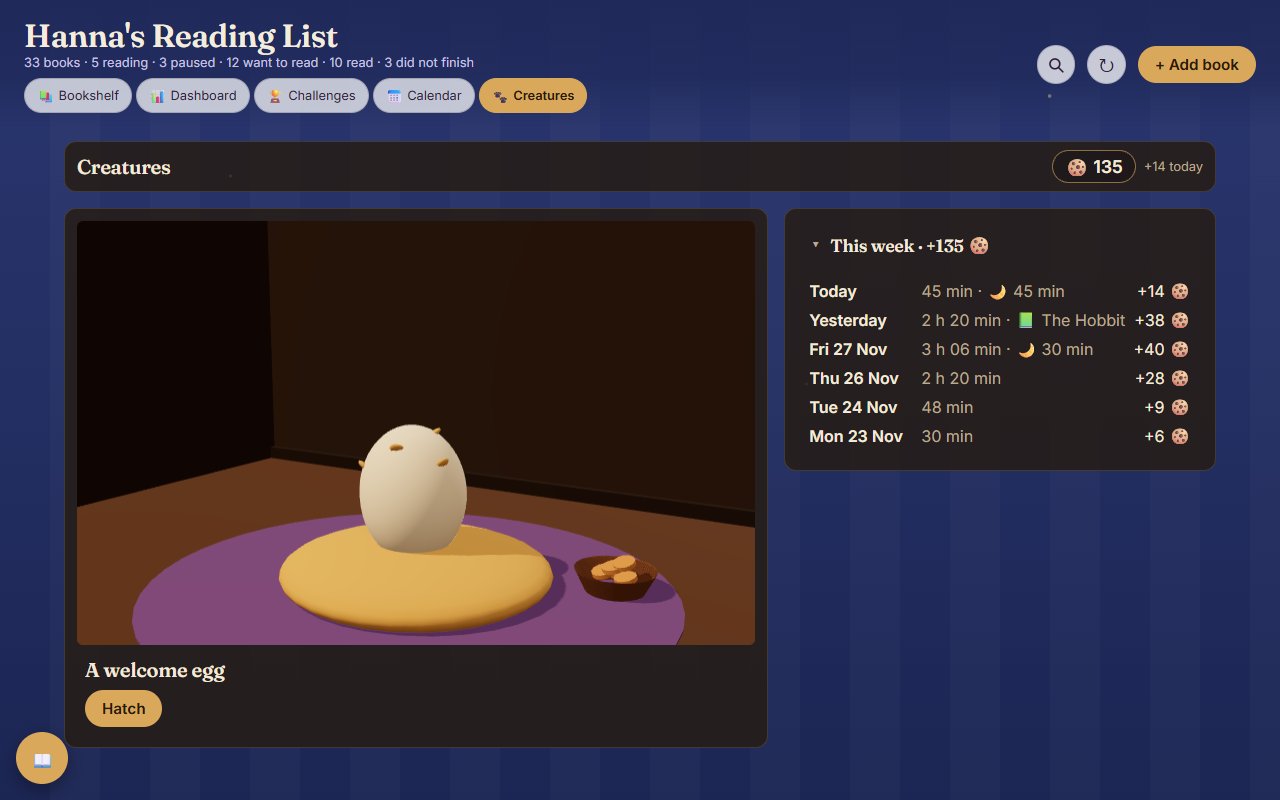 Hanna's Reading List
33 books · 5 reading · 3 paused · 12 want to read · 10 read · 3 did not finish
Bookshelf
Dashboard
Challenges
Calendar
Creatures
+ Add book
Creatures
135
+14 today
This week · +135
Today 45 min · 45 min +14
Yesterday 2 h 20 min · The Hobbit +38
Fri 27 Nov 3 h 06 min · 30 min +40
Thu 26 Nov 2 h 20 min +28
Tue 24 Nov 48 min +9
Mon 23 Nov 30 min +6
A welcome egg
Hatch